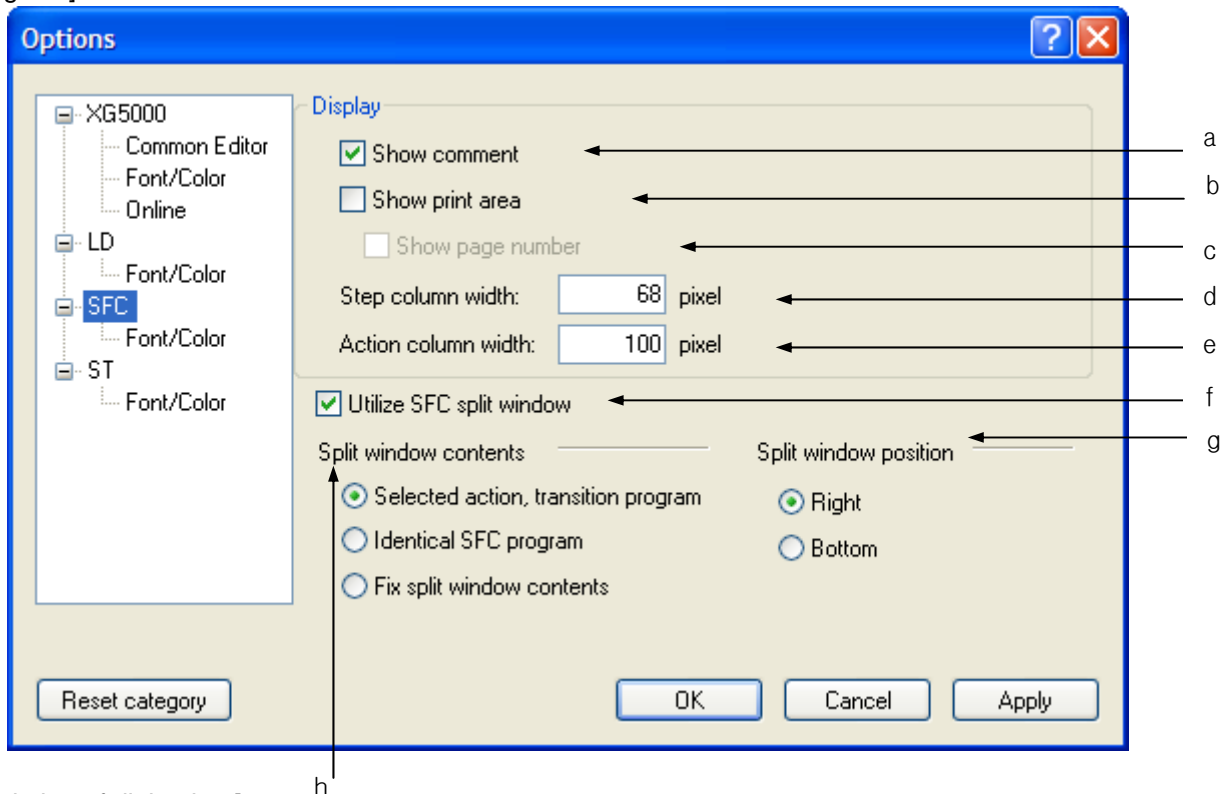 Options
XG5000
Common Editor
Font/Color
Online
LD
Font/Color
SFC
Font/Color
ST
Font/Color
Display
Show comment
a
Show print area
b
Show page number
c
Step column width: 68 pixel
d
Action column width: 100 pixel
e
Utilize SFC split window
f
Split window contents
Split window position
g
Selected action, transition program
Identical SFC program
Fix split window contents
Right
Bottom
Reset category
OK
Cancel
Apply
h